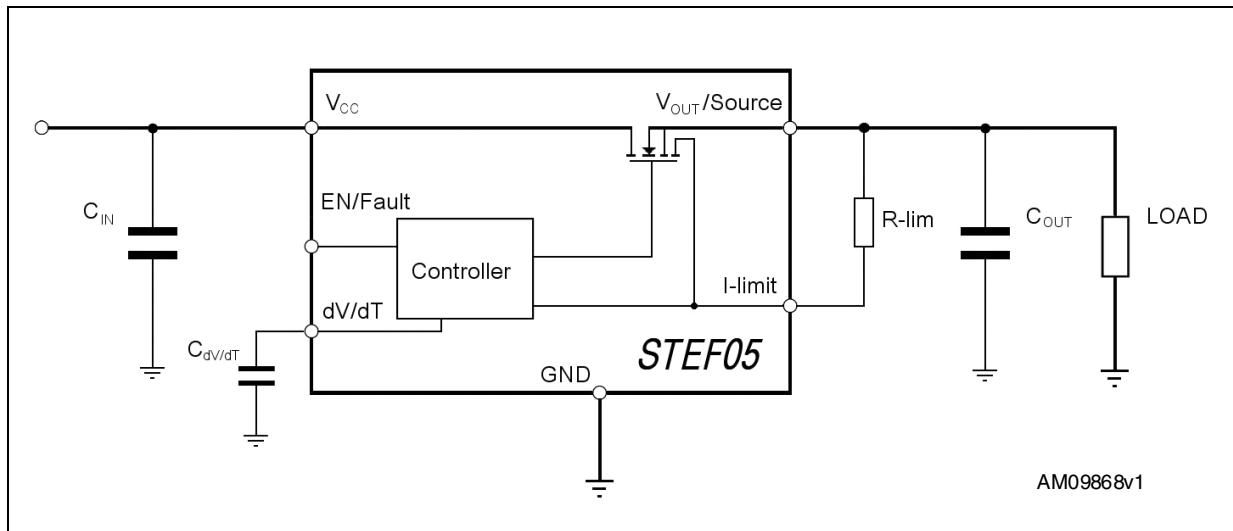 V_CC
V_OUT/Source
EN/Fault
C_IN
Controller
R-lim
C_OUT
LOAD
I-limit
dV/dT
C_dV/dT
STEF05
GND
AM09868v1